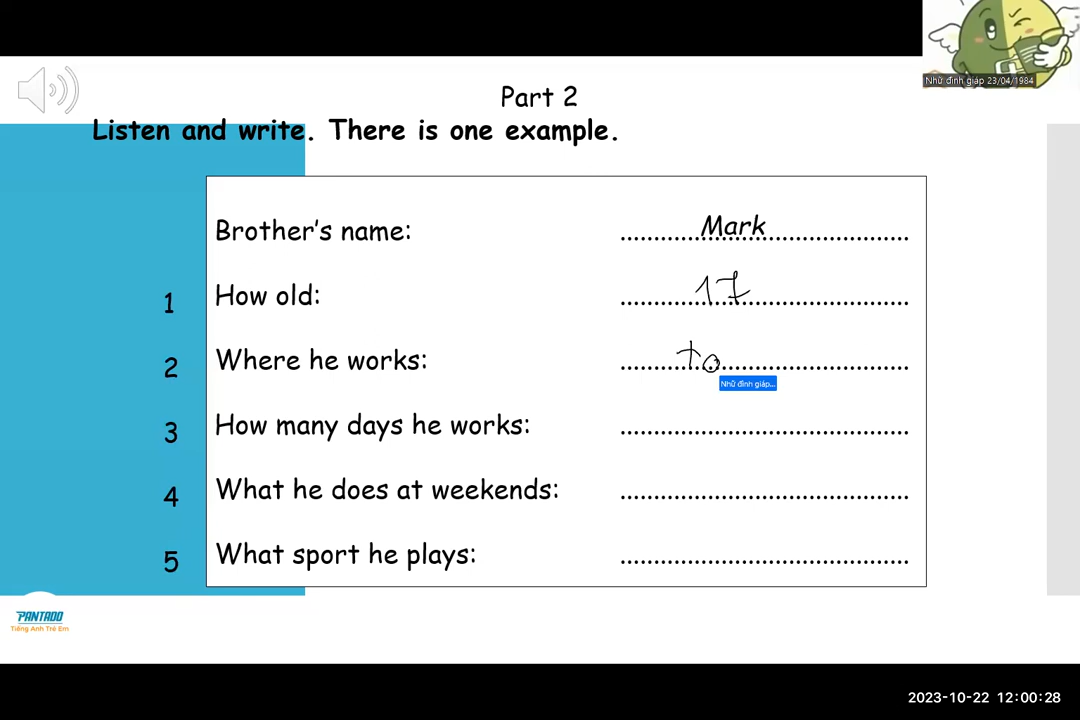 Nhữ đình giáp 23/04/1984
Part 2
Listen and write. There is one example.
Brother's name: Mark
1 How old: 17
2 Where he works: to
Nhữ đình giáp...
3 How many days he works:
4 What he does at weekends:
5 What sport he plays:
PANTADO
Tiếng Anh Trẻ Em
2023-10-22 12:00:28